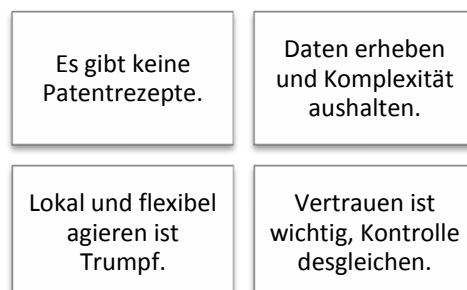 Es gibt keine
Patentrezepte.
Daten erheben
und Komplexität
aushalten.
Lokal und flexibel
agieren ist
Trumpf.
Vertrauen ist
wichtig, Kontrolle
desgleichen.